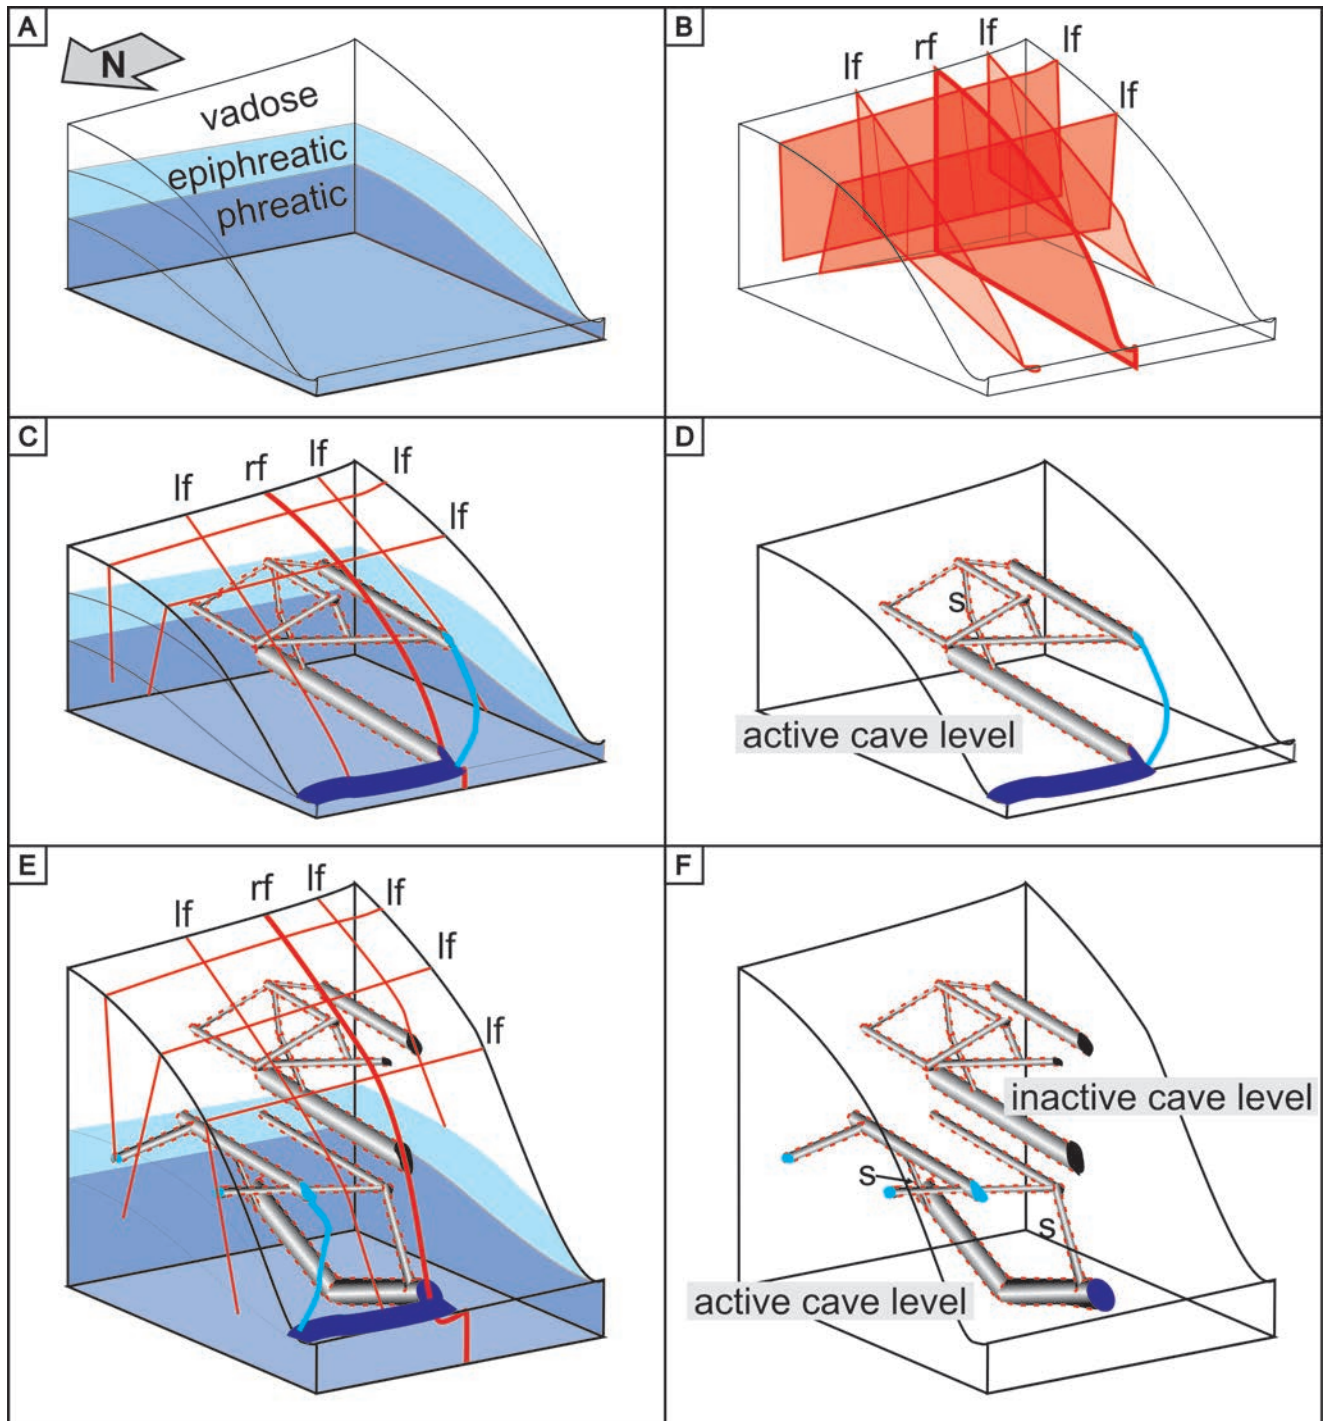 A
N
vadose
epiphreatic
phreatic
B
lf
rf
lf
lf
lf
C
lf
rf
lf
lf
lf
D
s
active cave level
E
lf
rf
lf
lf
lf
lf
F
inactive cave level
s
s
active cave level